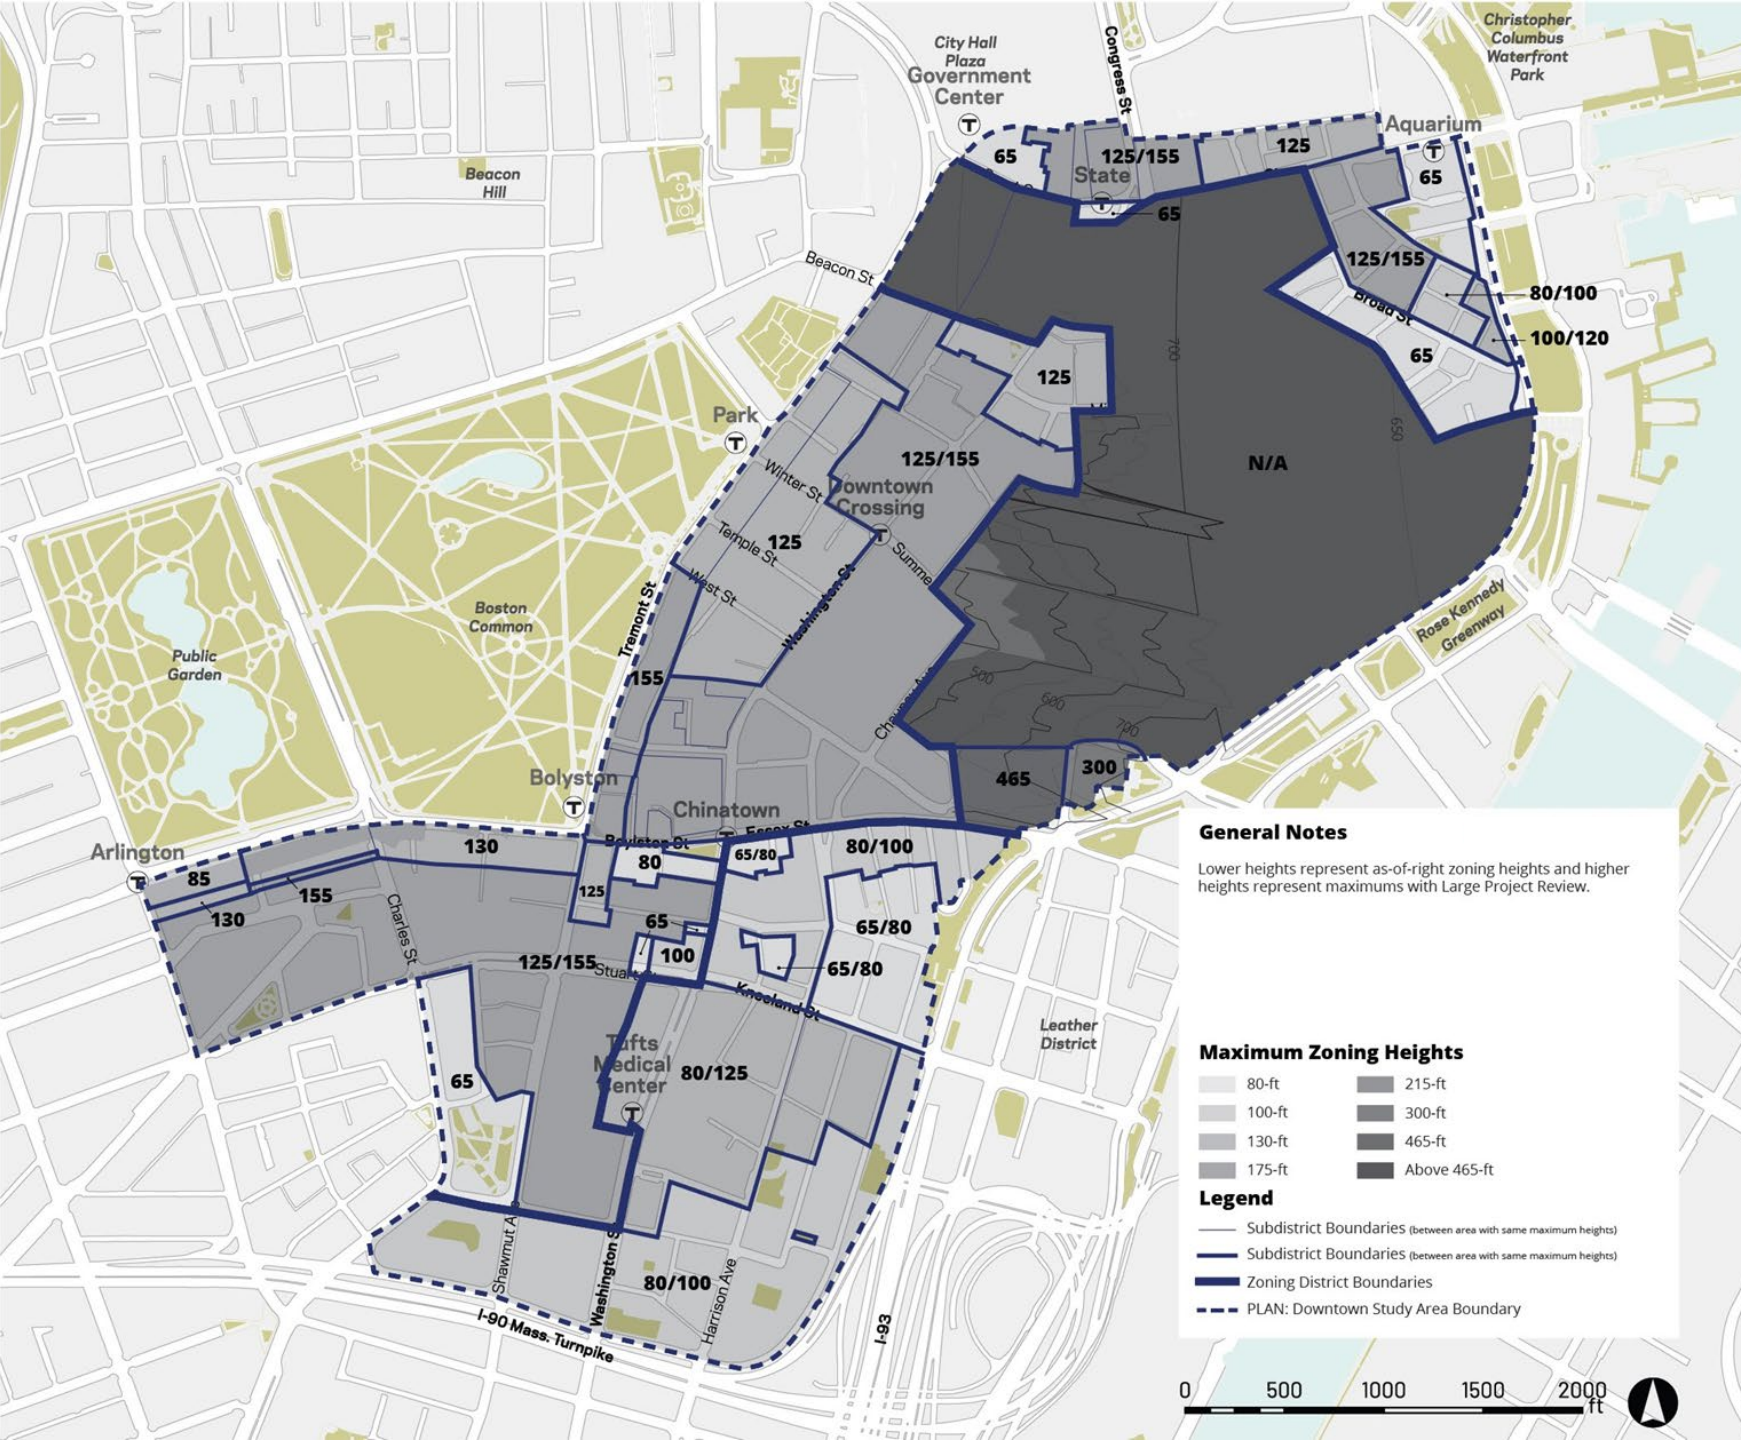 City Hall
Plaza
Government
Center
T
Congress St
Christopher
Columbus
Waterfront
Park
Aquarium
T
65
125/155
125
State
T
65
65
Beacon
Hill
Beacon St
125/155
80/100
Broad St
100/120
65
700
650
125
Park
T
Winter St
125/155
Downtown
Crossing
T
N/A
Temple St
125
West St
Summe
Washington St
Boston
Common
Tremont St
Public
Garden
Rose Kennedy
Greenway
155
500
600
700
Bolyston
T
Chinatown
465
300
Essex St
Boylston St
Arlington
T
130
80
65/80
80/100
85
155
125
130
Charles St
65
65/80
125/155
Stuart
100
65/80
Kneeland St
Leather
District
Tufts
Medical
Center
T
80/125
65
Shawmut Ave
Washington S
80/100
Harrison Ave
I-90 Mass. Turnpike
I-93
General Notes
Lower heights represent as-of-right zoning heights and higher
heights represent maximums with Large Project Review.
Maximum Zoning Heights
80-ft
215-ft
100-ft
300-ft
130-ft
465-ft
175-ft
Above 465-ft
Legend
Subdistrict Boundaries (between area with same maximum heights)
Subdistrict Boundaries (between area with same maximum heights)
Zoning District Boundaries
PLAN: Downtown Study Area Boundary
0 500 1000 1500 2000
ft